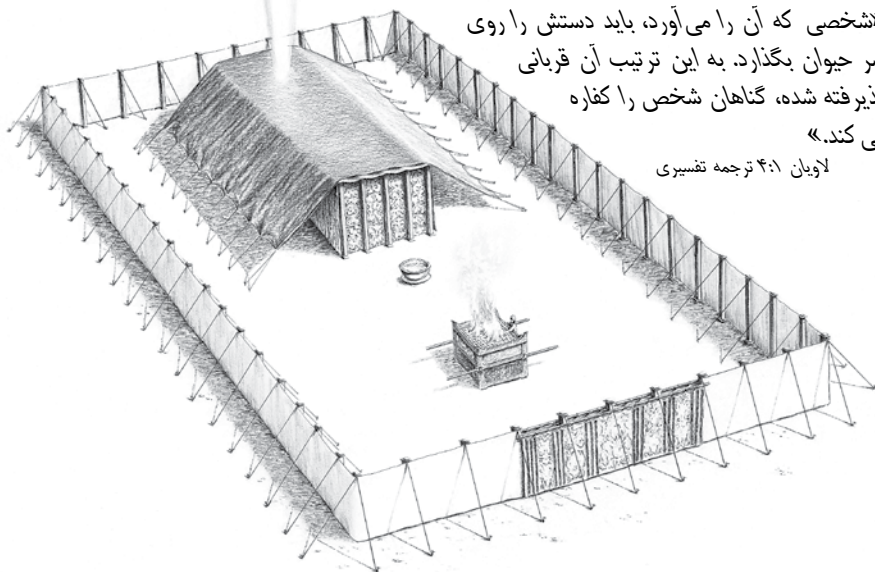 «شخصی که آن را می‌آورد، باید دستش را روی
سر حیوان بگذارد. به این ترتیب آن قربانی
ذیرفته شده، گناهان شخص را کفاره
ی کند.»
لاویان ۴:۱ ترجمه تفسیری